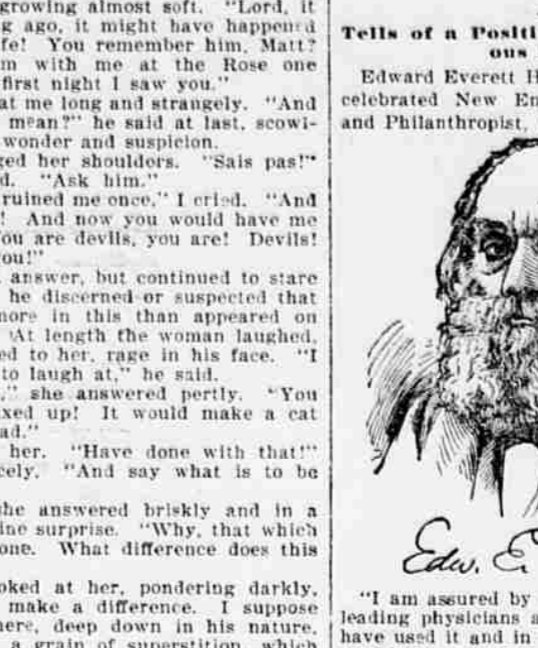 growing almost soft. "Lord, it
g ago, it might have happened
fe! You remember him, Matt?
m with me at the Rose one
first night I saw you."
at me long and strangely. "And
mean?" he said at last, scowl-
wonder and suspicion.
ged her shoulders. "Sais pas!"
d. "Ask him."
ruined me once," I cried. "And
! And now you would have me
You are devils, you are! Devils!
you!"
answer, but continued to stare
he discerned or suspected that
more in this than appeared on
At length the woman laughed,
ed to her, rage in his face. "I
to laugh at," he said.
," she answered pertly. "You
xed up! It would make a cat
ad."
her. "Have done with that!"
cely. "And say what is to be
she answered briskly and in a
ine surprise. "Why, that which
one. What difference does this
oked at her, pondering darkly,
make a difference. I suppose
here, deep down in his nature,
a grain of superstition, which
Tells of a Positi
ous
Edward Everett H
celebrated New En
and Philanthropist,
Edw. E
"I am assured by
leading physicians a
have used it and in